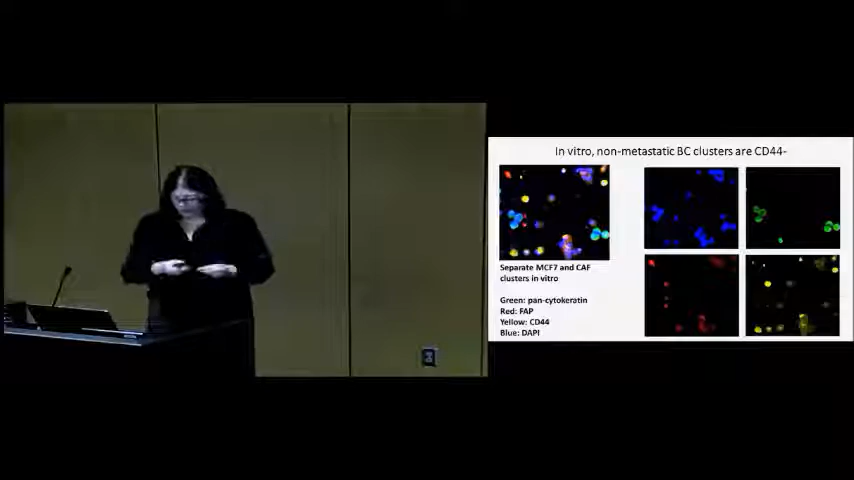 In vitro, non-metastatic BC clusters are CD44-
Separate MCF7 and CAF
clusters in vitro
Green: pan-cytokeratin
Red: FAP
Yellow: CD44
Blue: DAPI